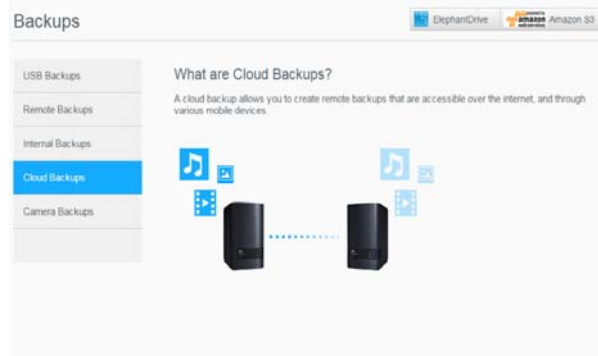 Backups
ElephantDrive
amazon
Amazon S3
USB Backups
Remote Backups
Internal Backups
Cloud Backups
Camera Backups
What are Cloud Backups?
A cloud backup allows you to create remote backups that are accessible over the internet, and through
various mobile devices.